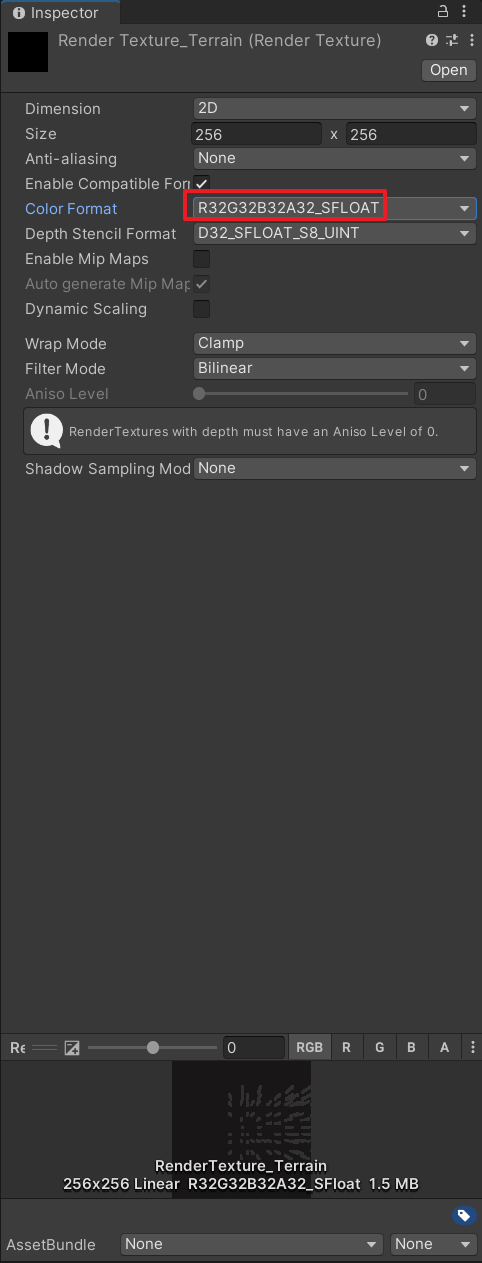 Inspector
Render Texture_Terrain (Render Texture)
Open
Dimension 2D
Size 256 x 256
Anti-aliasing None
Enable Compatible For
Color Format R32G32B32A32_SFLOAT
Depth Stencil Format D32_SFLOAT_S8_UINT
Enable Mip Maps
Auto generate Mip Map
Dynamic Scaling
Wrap Mode Clamp
Filter Mode Bilinear
Aniso Level 0
RenderTextures with depth must have an Aniso Level of 0.
Shadow Sampling Mod None
Re 0 RGB R G B A
RenderTexture_Terrain
256x256 Linear R32G32B32A32_SFloat 1.5 MB
AssetBundle None None